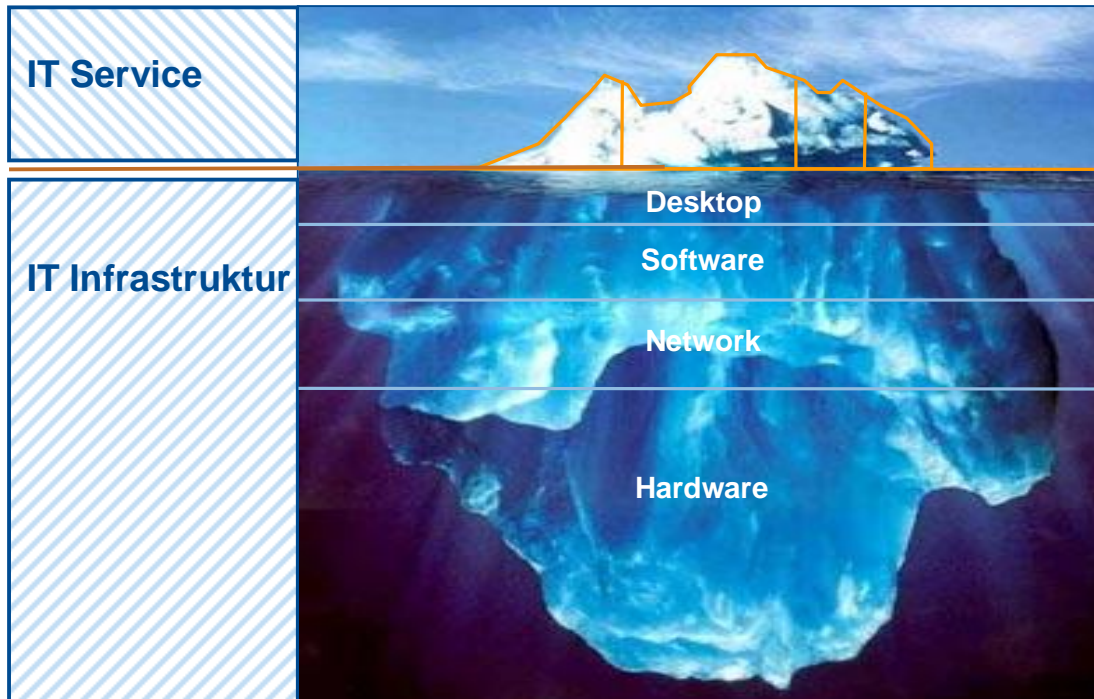 IT Service
IT Infrastruktur
Desktop
Software
Network
Hardware